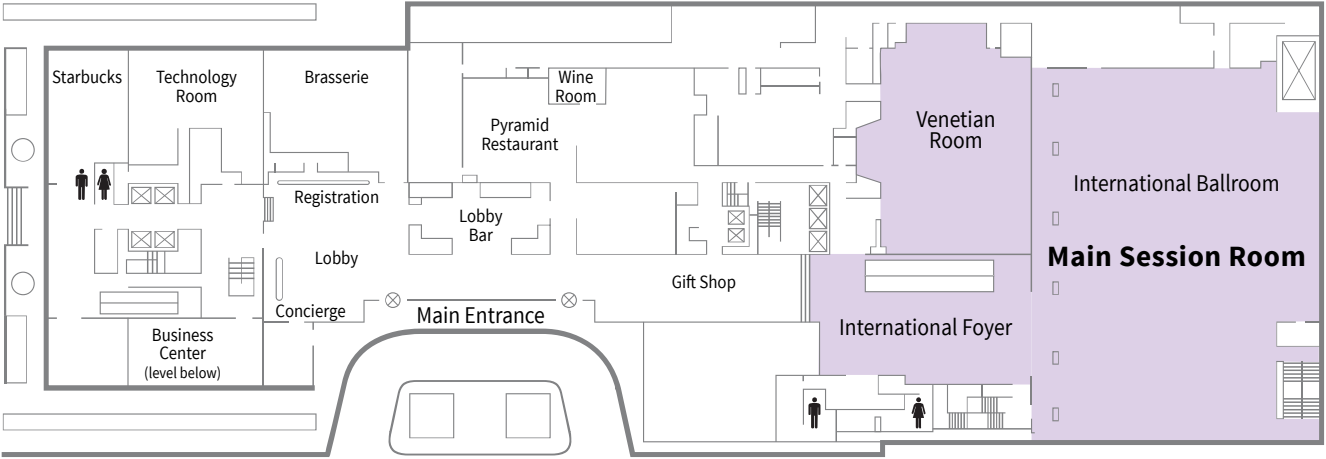 Starbucks
Technology
Room
Brasserie
Wine
Room
Pyramid
Restaurant
Venetian
Room
International Ballroom
Main Session Room
Registration
Lobby
Bar
Lobby
Gift Shop
Concierge
Main Entrance
International Foyer
Business
Center
(level below)